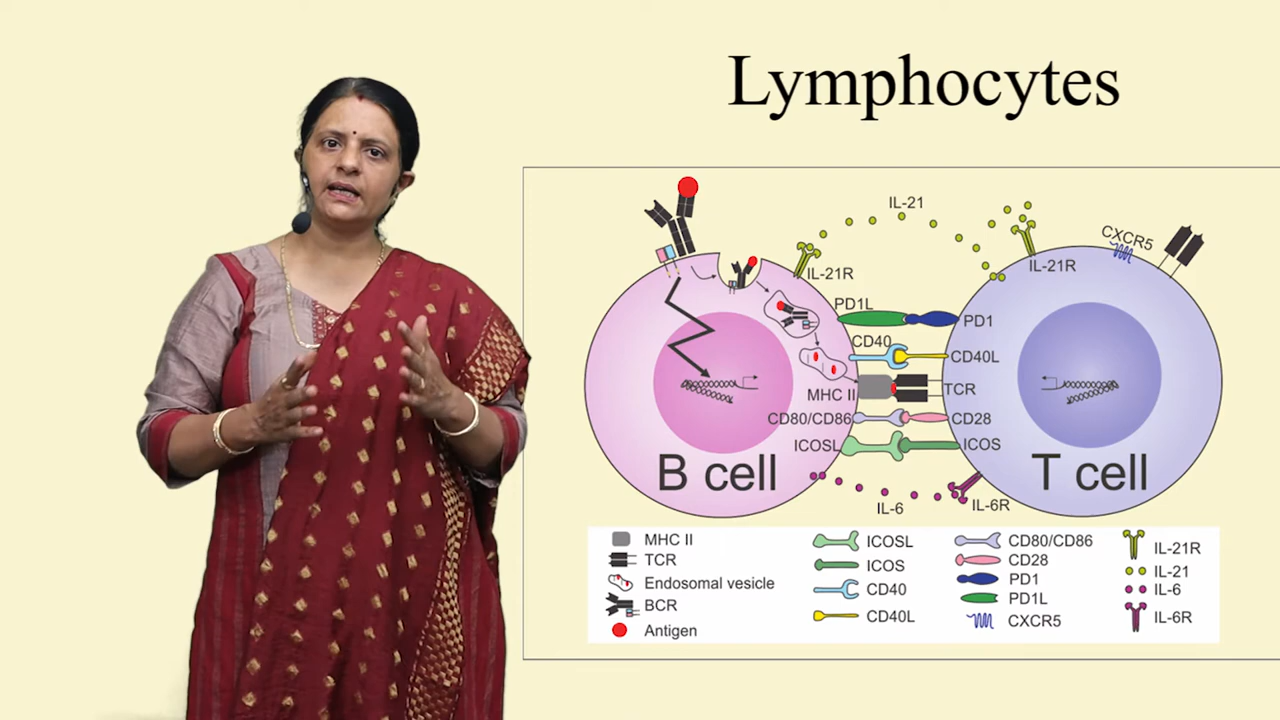 Lymphocytes
IL-21
CXCR5
IL-21R
IL-21R
PD1L
PD1
CD40
CD40L
MHC II
TCR
CD80/CD86
CD28
ICOSL
ICOS
B cell
T cell
IL-6
IL-6R
MHC II
TCR
Endosomal vesicle
BCR
Antigen
ICOSL
ICOS
CD40
CD40L
CD80/CD86
CD28
PD1
PD1L
CXCR5
IL-21R
IL-21
IL-6
IL-6R